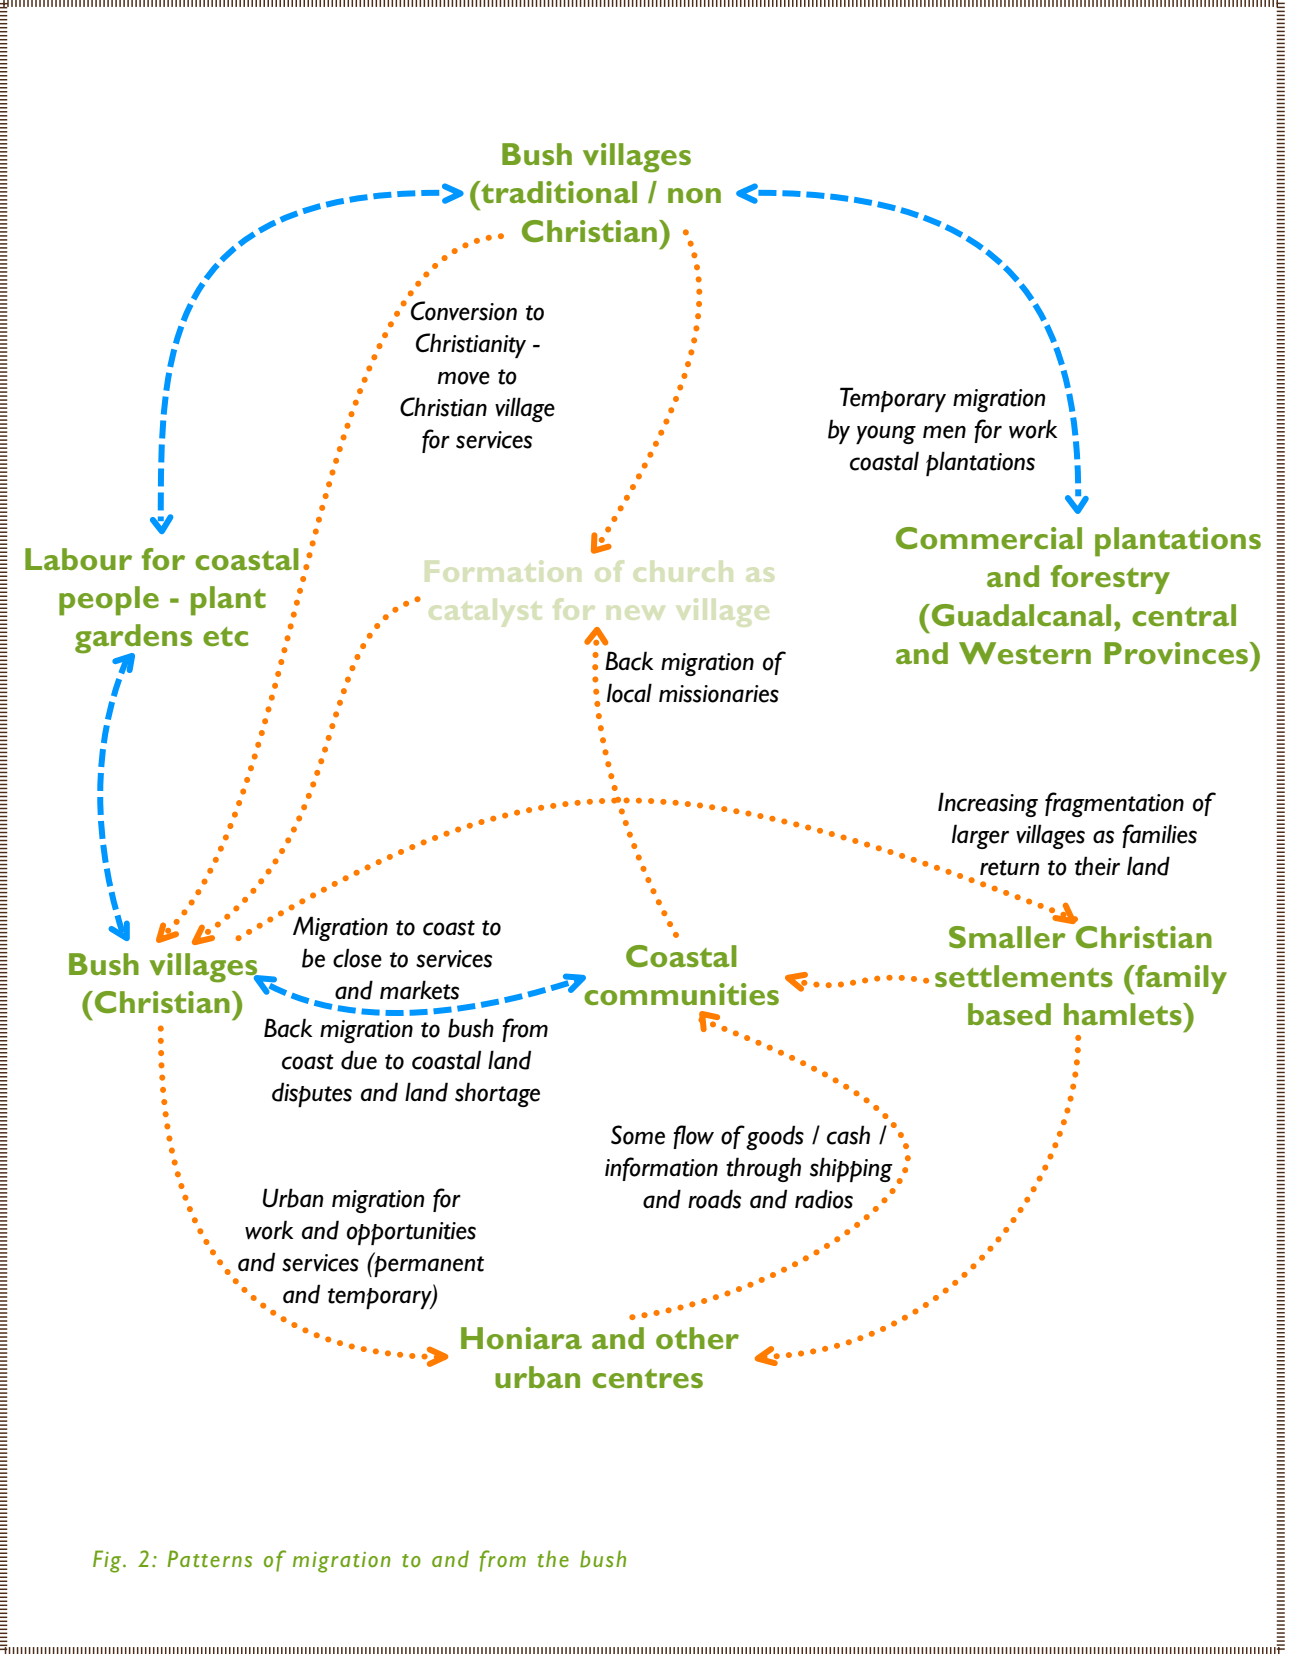 Bush villages
(traditional / non
Christian)
Conversion to
Christianity -
move to
Christian village
for services
Temporary migration
by young men for work
coastal plantations
Labour for coastal
people - plant
gardens etc
Formation of church as
catalyst for new village
Commercial plantations
and forestry
(Guadalcanal, central
and Western Provinces)
Back migration of
local missionaries
Increasing fragmentation of
larger villages as families
return to their land
Migration to coast to
be close to services
and markets
Bush villages
(Christian)
Coastal
communities
Smaller Christian
settlements (family
based hamlets)
Back migration to bush from
coast due to coastal land
disputes and land shortage
Some flow of goods / cash /
information through shipping
and roads and radios
Urban migration for
work and opportunities
and services (permanent
and temporary)
Honiara and other
urban centres
Fig. 2: Patterns of migration to and from the bush